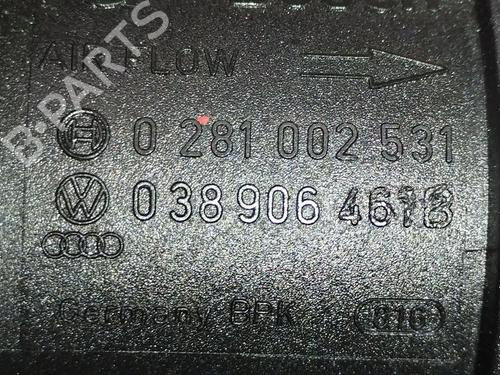 AIR FLOW
B-PARTS
0 281 002 531
038 906 461B
Germany BPK 816